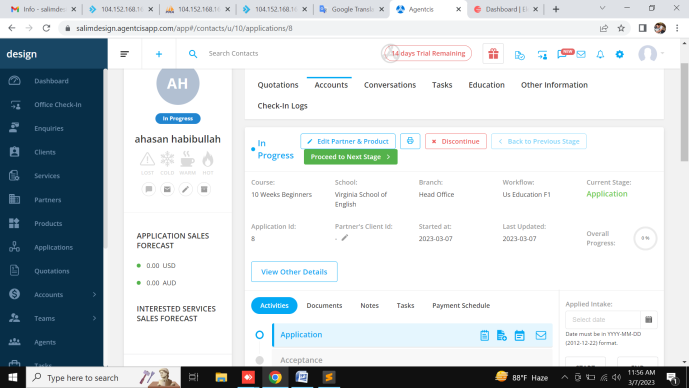 Info - salimdesi
104.152.168.16
104.152.168.16
104.152.168.16
Google Transla
Agentcis
Dashboard | Di
salimdesign.agentcisapp.com/app#/contacts/u/10/applications/8
design
Search Contacts
14 days Trial Remaining
NEW
Dashboard
Office Check-In
Enquiries
Clients
Services
Partners
Products
Applications
Quotations
Accounts
Teams
Agents
Tasks
AH
In Progress
ahasan habibullah
LOST COLD WARM HOT
APPLICATION SALES
FORECAST
0.00 USD
0.00 AUD
INTERESTED SERVICES
SALES FORECAST
Quotations Accounts Conversations Tasks Education Other Information
Check-In Logs
In
Progress
Edit Partner & Product
Discontinue
Back to Previous Stage
Proceed to Next Stage
Course: School: Branch: Workflow: Current Stage:
10 Weeks Beginners Virginia School of Head Office Us Education F1 Application
English
Application Id: Partner's Client Id: Started at: Last Updated: Overall
8 - 2023-03-07 2023-03-07 Progress:
0%
View Other Details
Activities Documents Notes Tasks Payment Schedule
Application
Acceptance
Applied Intake:
Select date
Date must be in YYYY-MM-DD
(2012-12-22) format.
Type here to search
88°F Haze
11:56 AM
3/7/2023